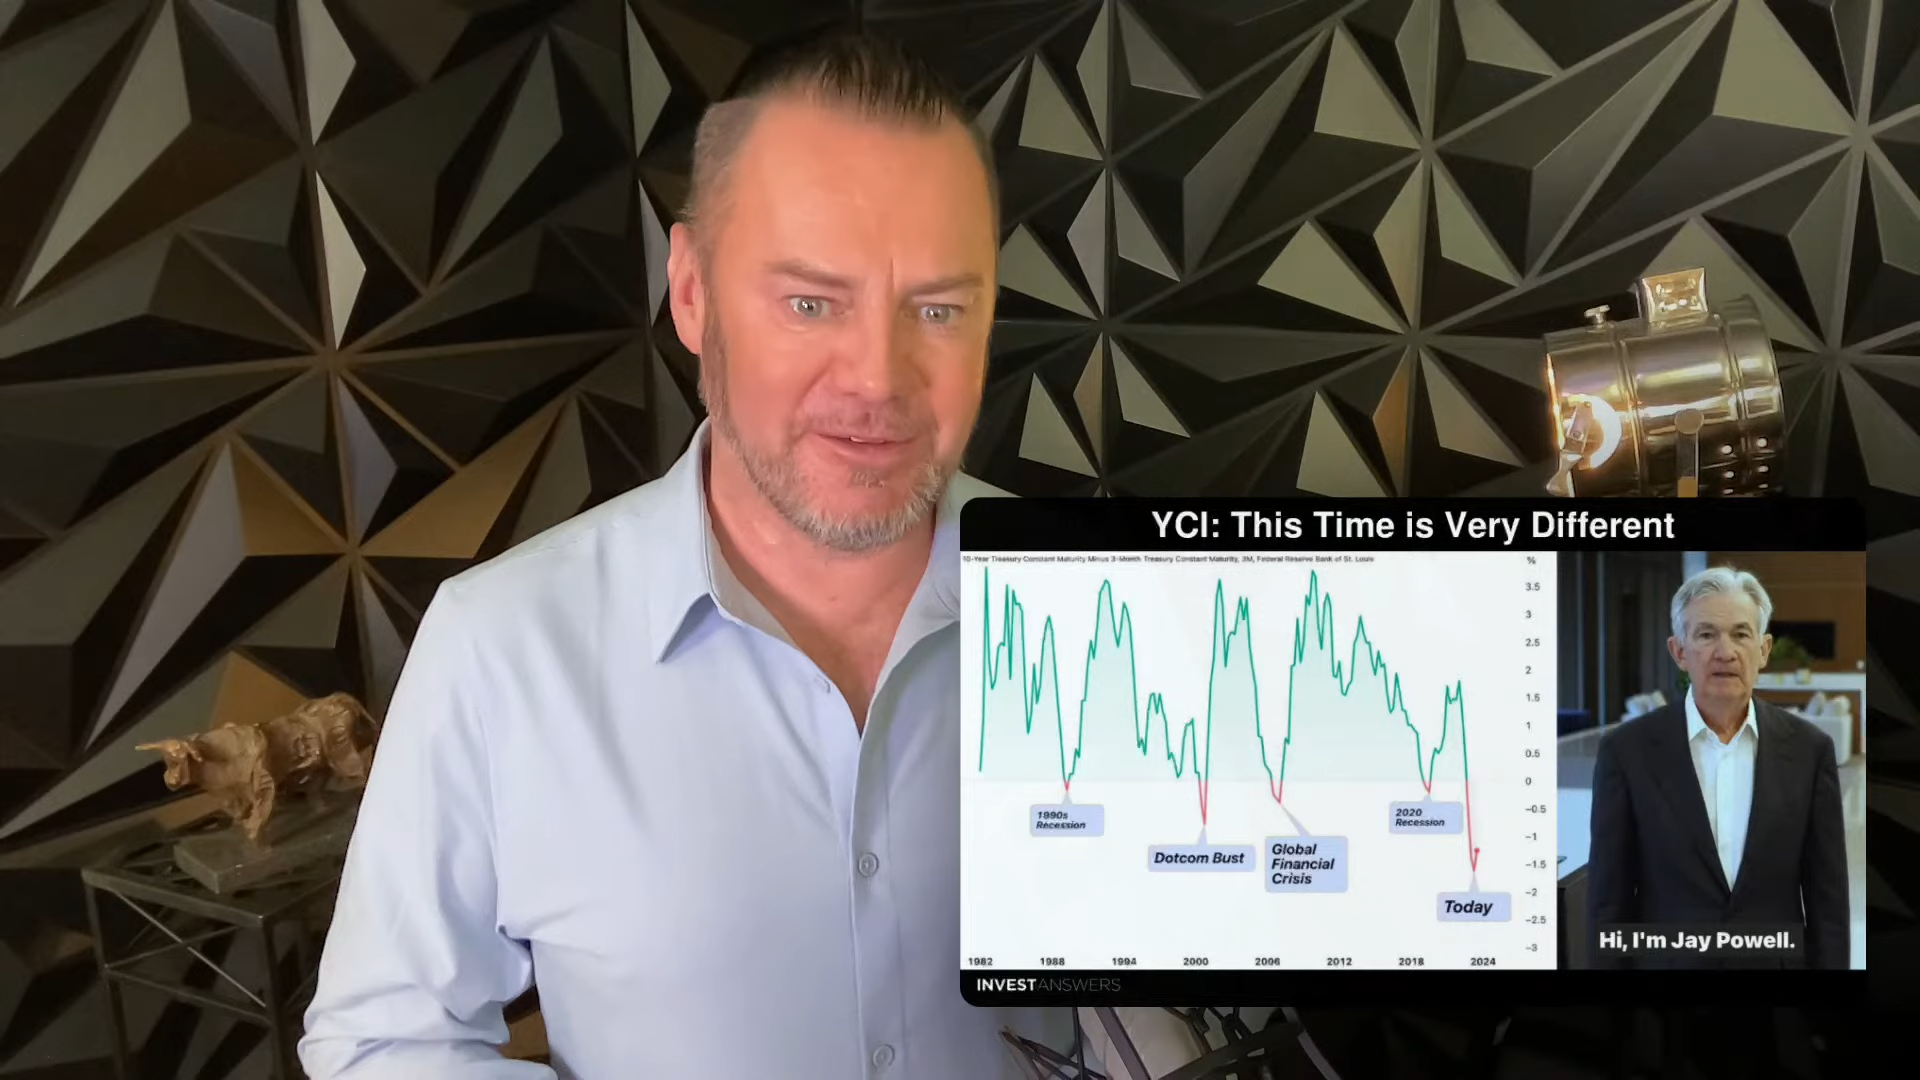 YCI: This Time is Very Different
10-Year Treasury Constant Maturity Minus 3-Month Treasury Constant Maturity, 3M, Federal Reserve Bank of St. Louis
%
3.5
3
2.5
2
1.5
1
0.5
0
-0.5
-1
-1.5
-2
-2.5
-3
1990s
Recession
Dotcom Bust
Global
Financial
Crisis
2020
Recession
Today
1982 1988 1994 2000 2006 2012 2018 2024
Hi, I'm Jay Powell.
INVESTANSWERS